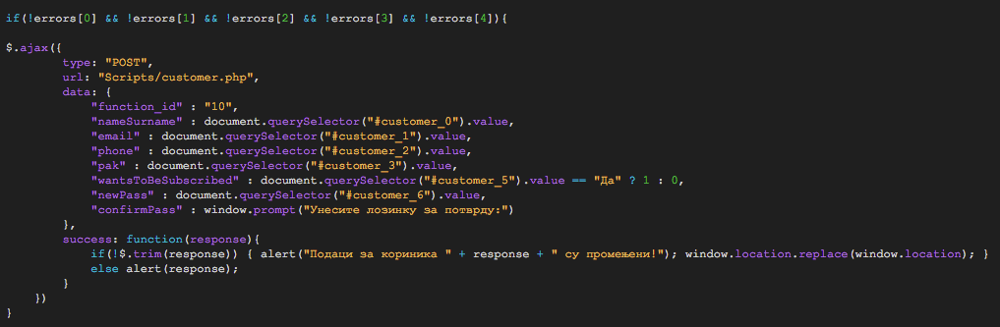 if(!errors[0] && !errors[1] && !errors[2] && !errors[3] && !errors[4]){
$.ajax({
type: "POST",
url: "Scripts/customer.php",
data: {
"function_id" : "10",
"nameSurname" : document.querySelector("#customer_0").value,
"email" : document.querySelector("#customer_1").value,
"phone" : document.querySelector("#customer_2").value,
"pak" : document.querySelector("#customer_3").value,
"wantsToBeSubscribed" : document.querySelector("#customer_5").value == "Да" ? 1 : 0,
"newPass" : document.querySelector("#customer_6").value,
"confirmPass" : window.prompt("Унесите лозинку за потврду:")
},
success: function(response){
if(!$.trim(response)) { alert("Подаци за кориника " + response + " су промењени!"); window.location.replace(window.location); }
else alert(response);
}
})
}